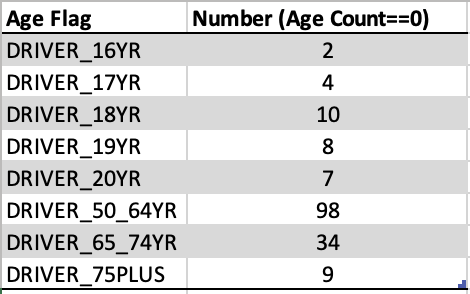 Age Flag Number (Age Count==0)
DRIVER_16YR 2
DRIVER_17YR 4
DRIVER_18YR 10
DRIVER_19YR 8
DRIVER_20YR 7
DRIVER_50_64YR 98
DRIVER_65_74YR 34
DRIVER_75PLUS 9